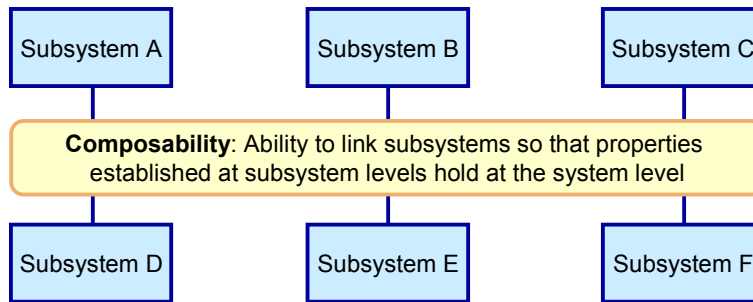 Subsystem A
Subsystem B
Subsystem C
Composability: Ability to link subsystems so that properties
established at subsystem levels hold at the system level
Subsystem D
Subsystem E
Subsystem F